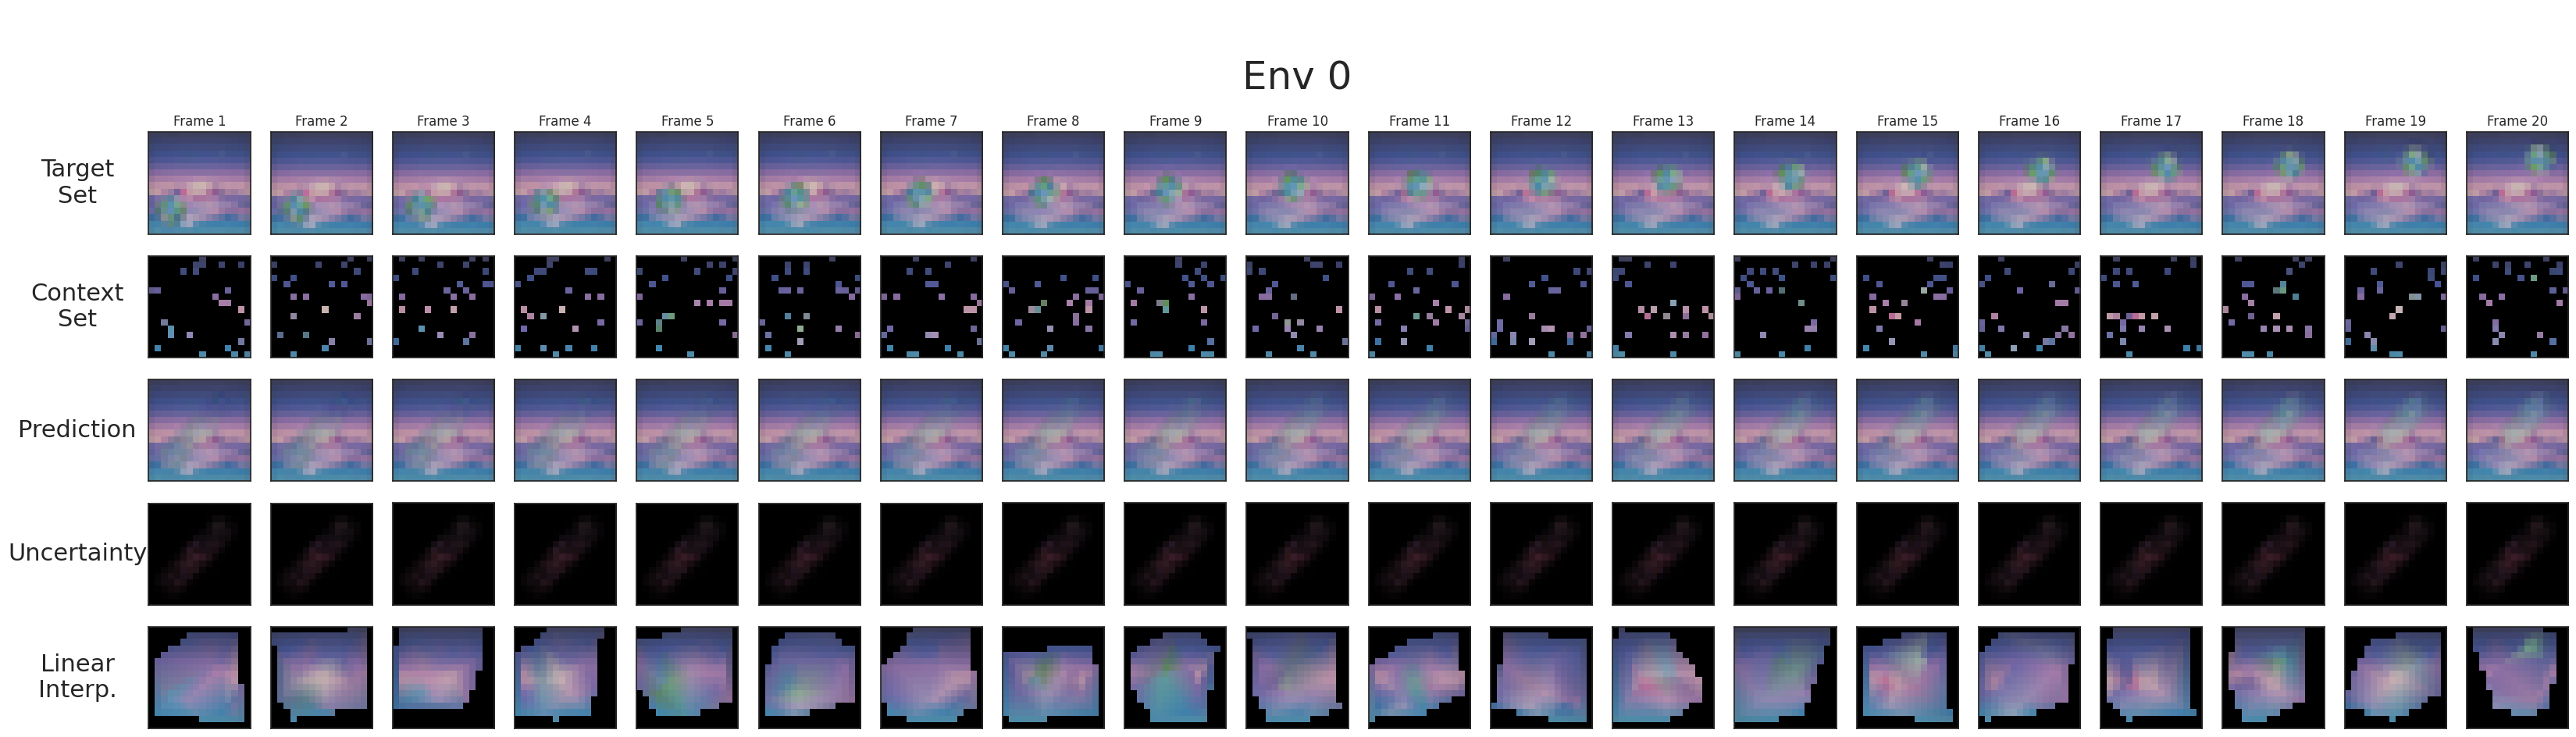 Env 0
Frame 1 Frame 2 Frame 3 Frame 4 Frame 5 Frame 6 Frame 7 Frame 8 Frame 9 Frame 10 Frame 11 Frame 12 Frame 13 Frame 14 Frame 15 Frame 16 Frame 17 Frame 18 Frame 19 Frame 20
Target
Set
Context
Set
Prediction
Uncertainty
Linear
Interp.